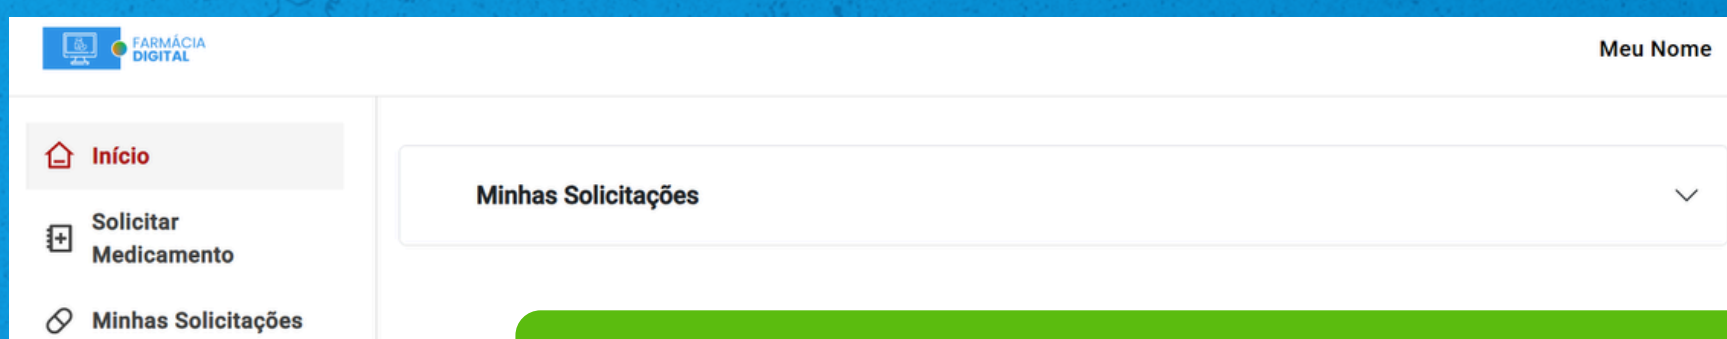 FARMÁCIA
DIGITAL
Meu Nome
Início
Minhas Solicitações
Solicitar
Medicamento
Minhas Solicitações